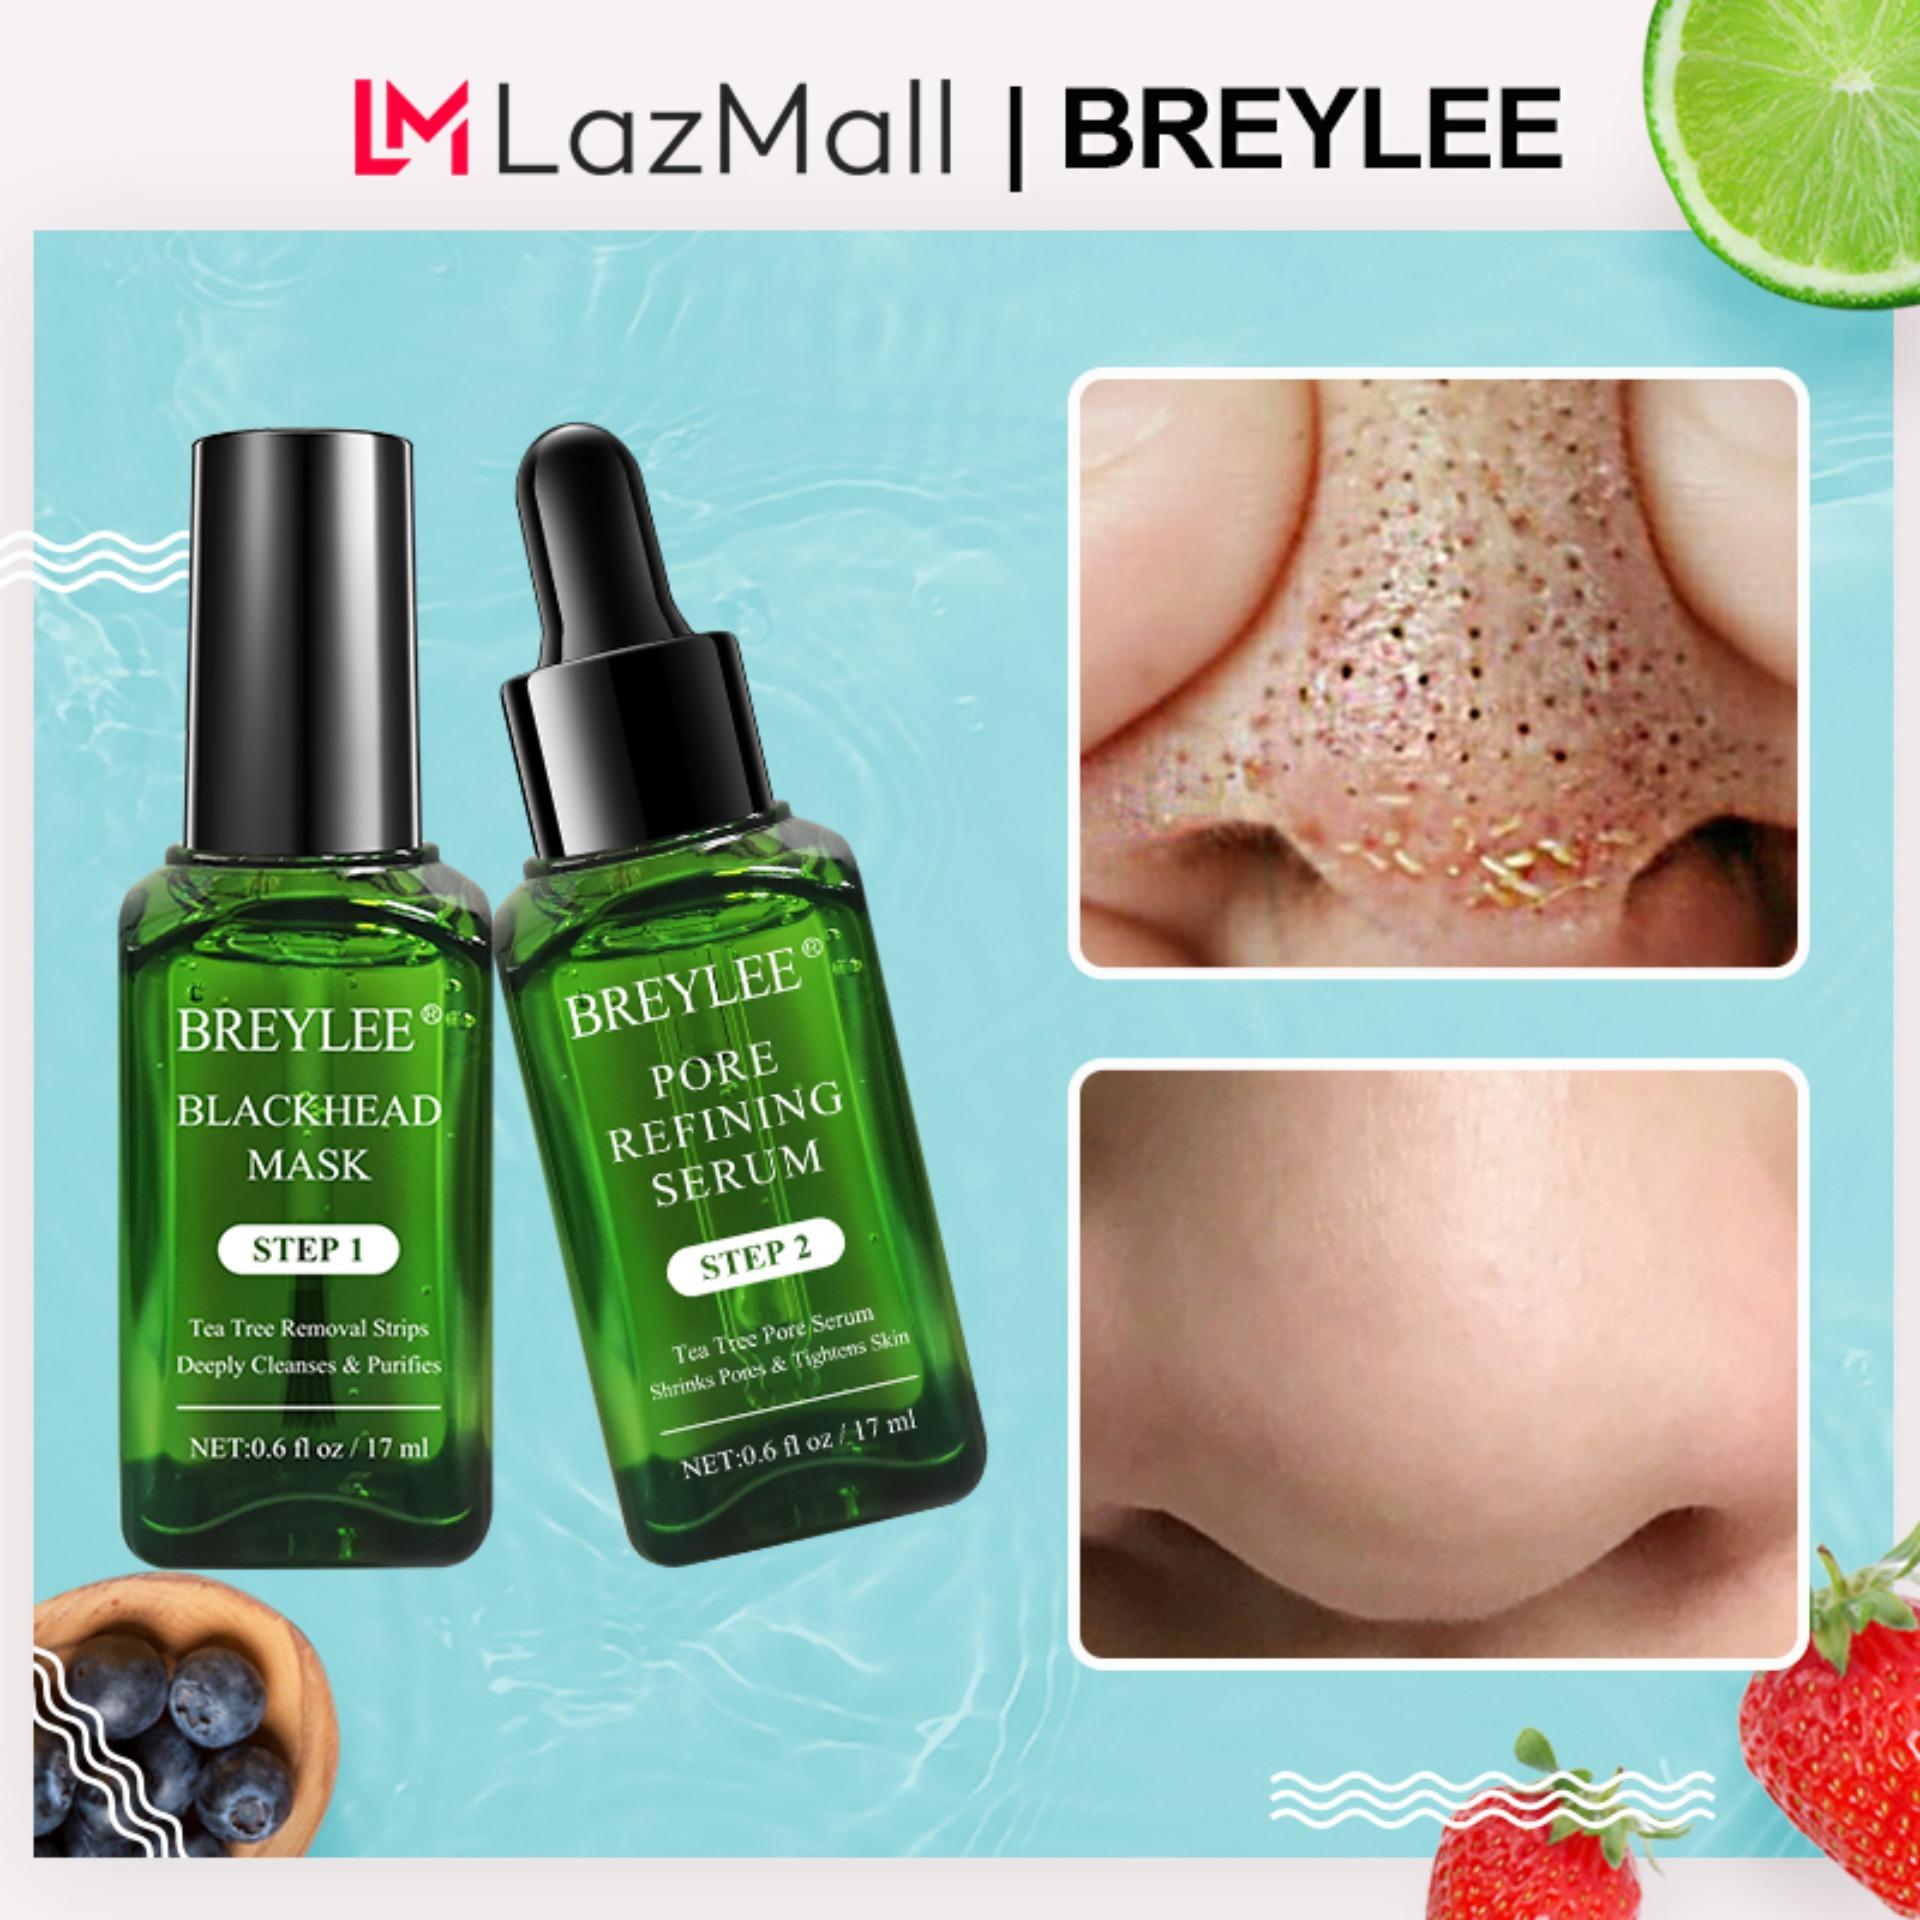 LM LazMall | BREYLEE
BREYLEE®
BLACKHEAD
MASK
STEP 1
Tea Tree Removal Strips
Deeply Cleanses & Purifies
NET:0.6 fl oz / 17 ml
BREYLEE®
PORE
REFINING
SERUM
STEP 2
Tea Tree Pore Serum
Shrinks Pores & Tightens Skin
NET:0.6 fl oz / 17 ml